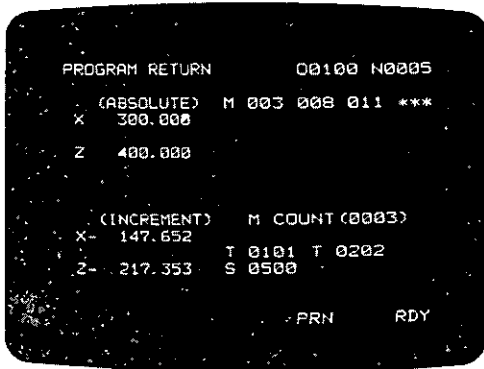 PROGRAM RETURN O0100 N0005
(ABSOLUTE) M 003 008 011 ***
X 300.000
Z 400.000
(INCREMENT) M COUNT(0003)
X- 147.652
T 0101 T 0202
Z- 217.353 S 0500
PRN RDY